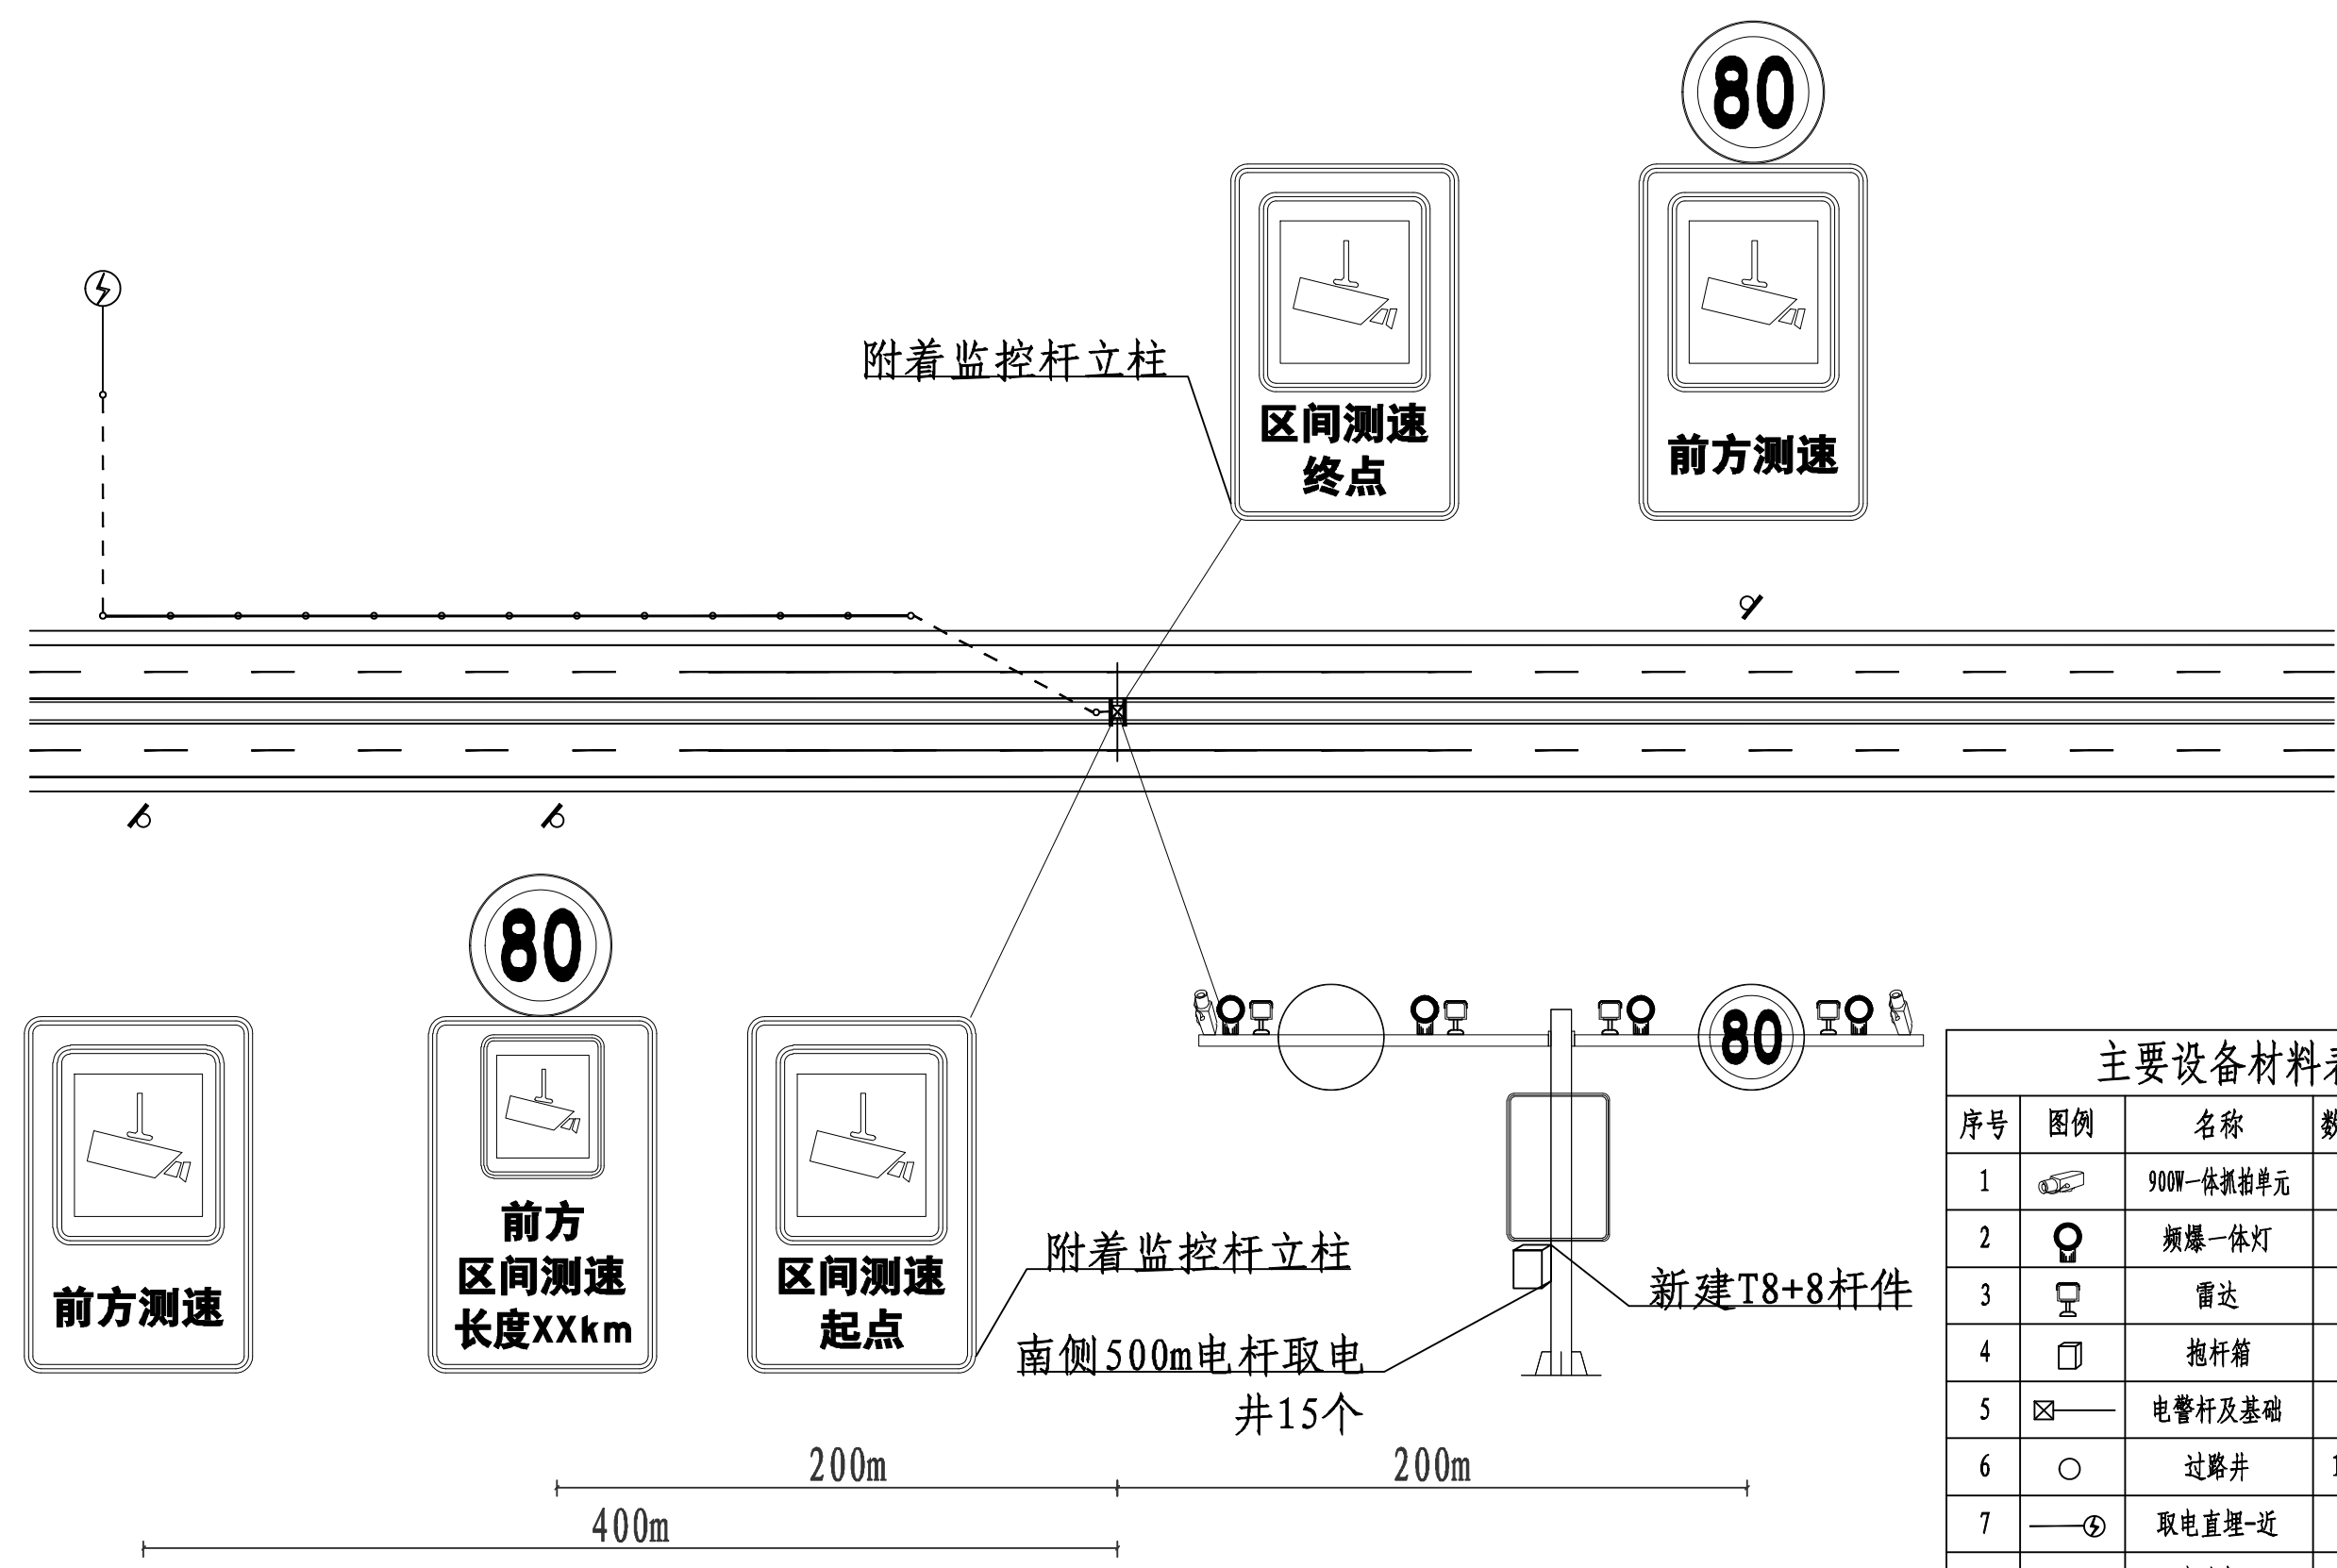 80
附着监控杆立柱
区间测速
终点
前方测速
80
80
前方测速
前方
区间测速
长度XXkm
区间测速
起点
附着监控杆立柱
南侧500m电杆取电
井15个
新建T8+8杆件
200m
200m
400m
主要设备材料
序号 图例 名称
1 900W一体抓拍单元
2 频爆一体灯
3 雷达
4 抱杆箱
5 电警杆及基础
6 过路井 1
7 取电直埋-近